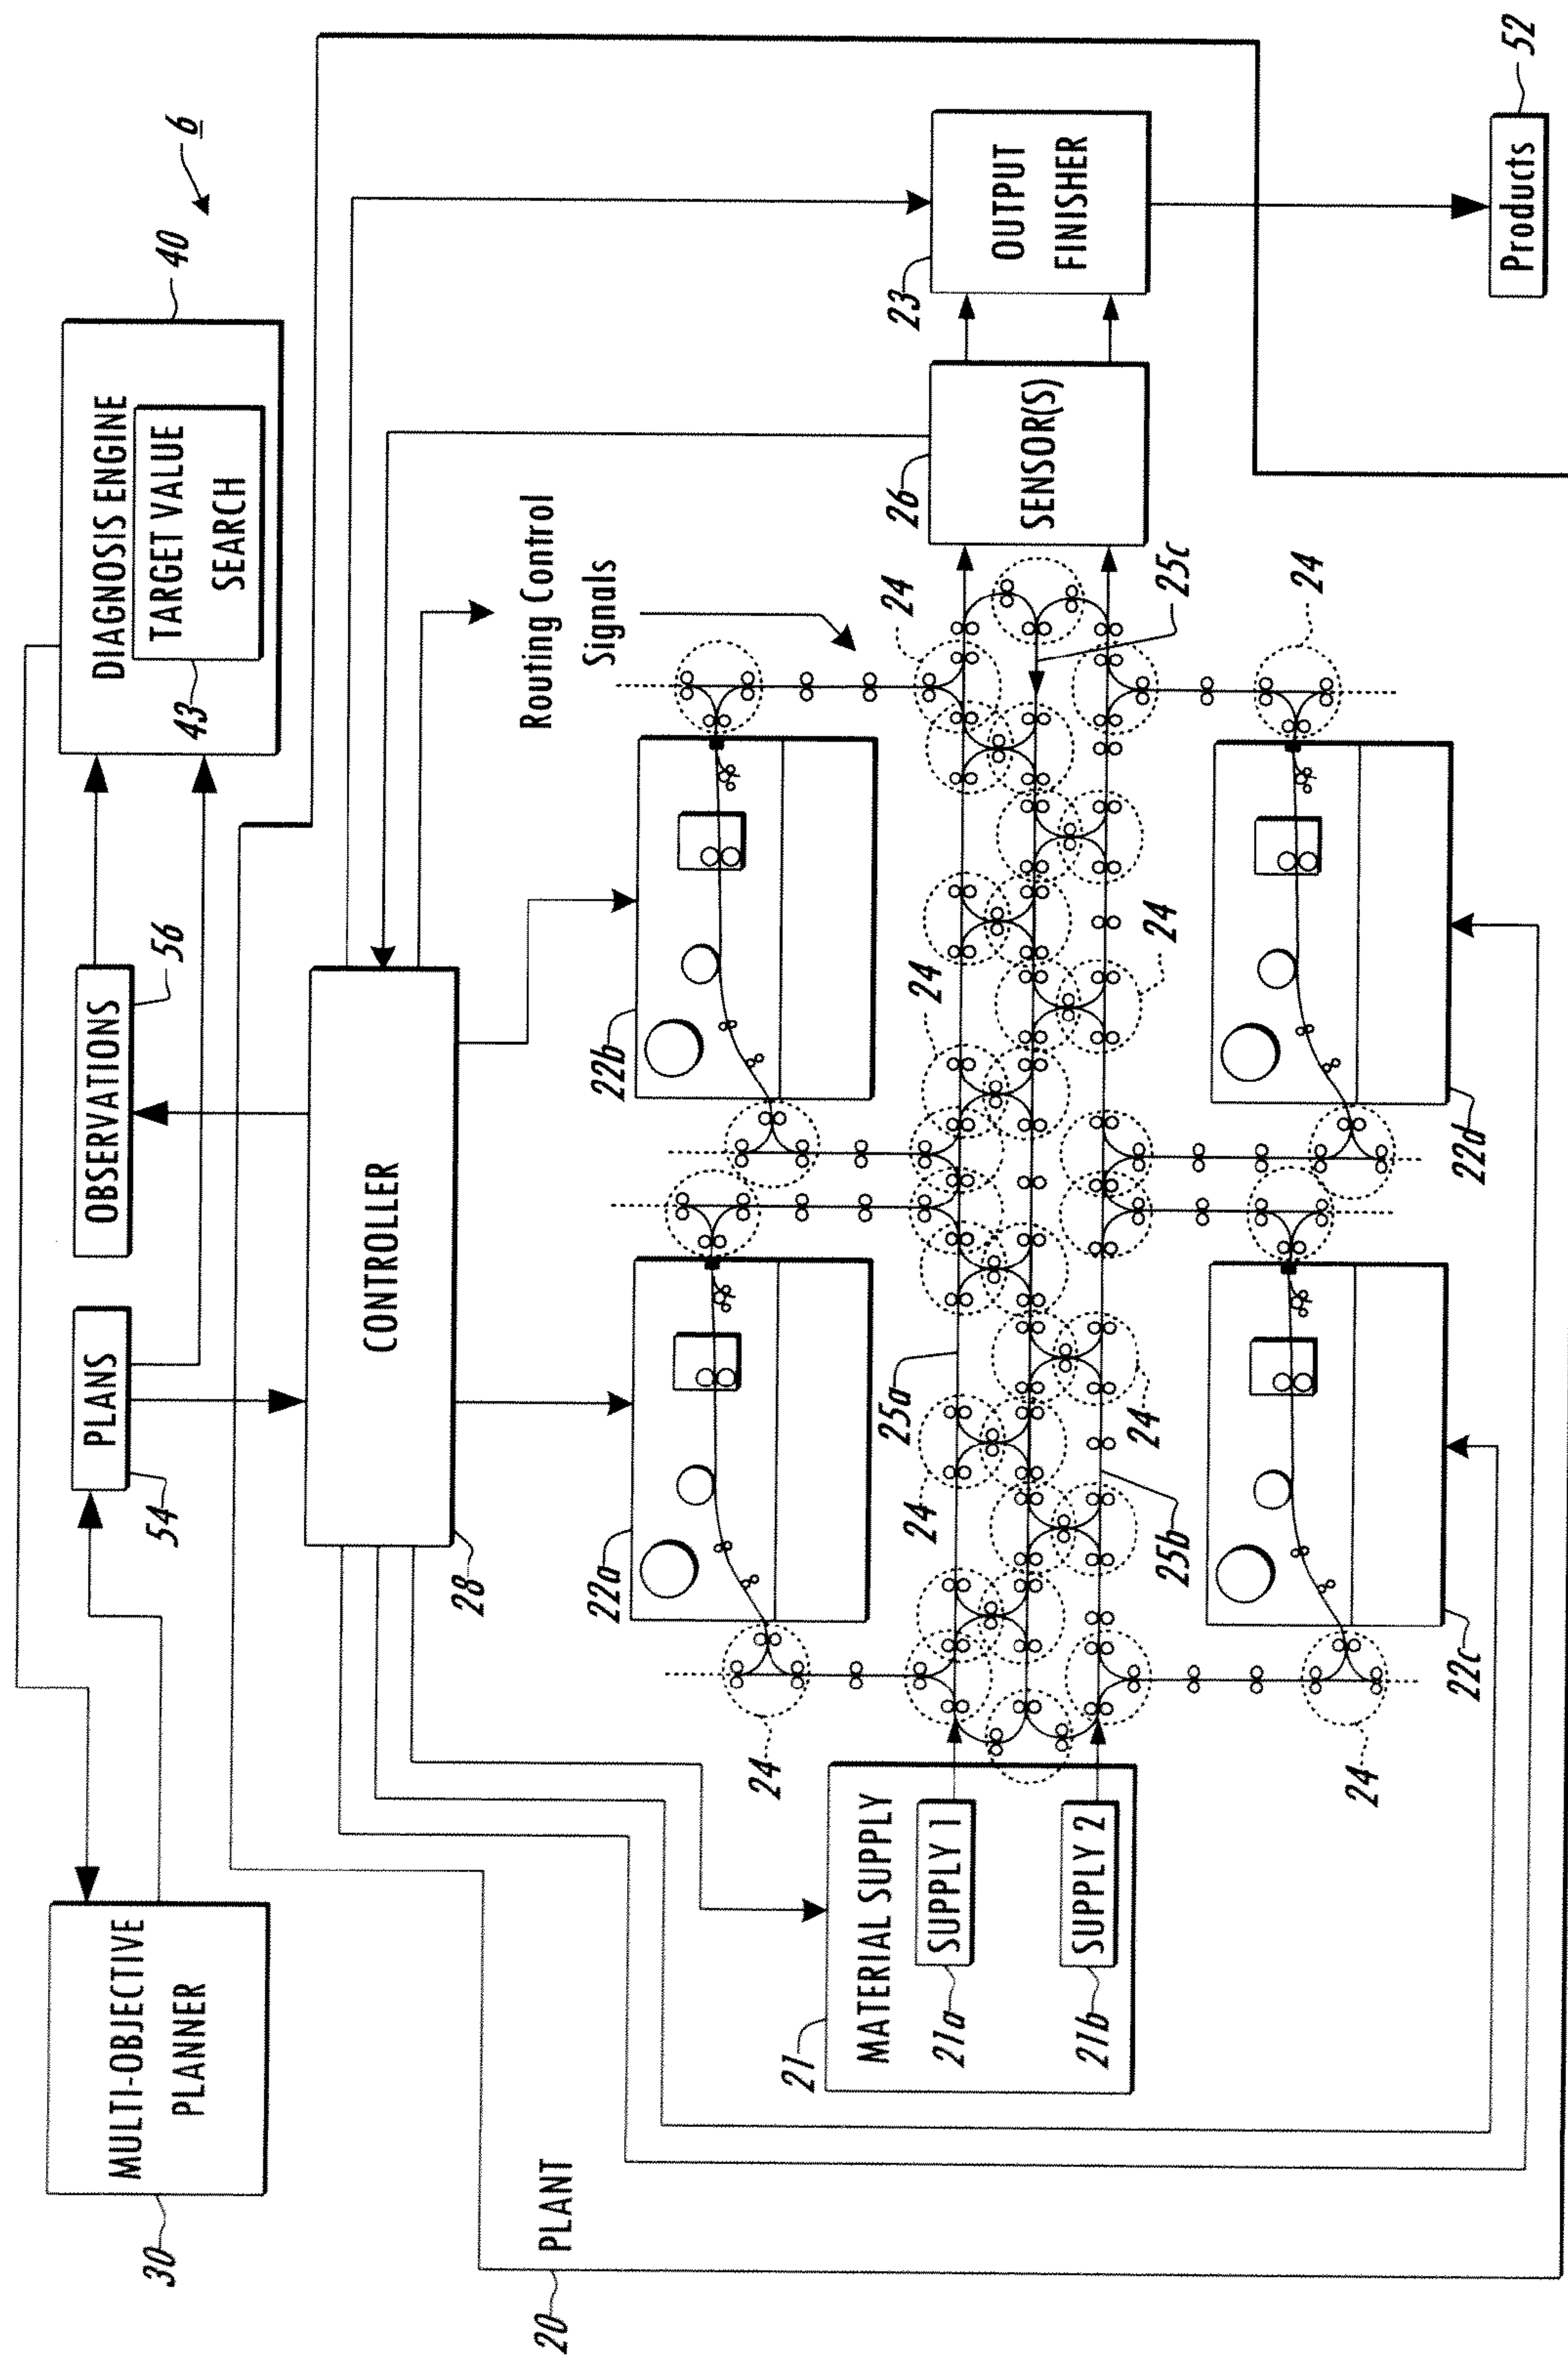 6
MULTI-OBJECTIVE
PLANNER
30
PLANS
54
OBSERVATIONS
56
DIAGNOSIS ENGINE
TARGET VALUE
SEARCH
43
40
CONTROLLER
28
PLANT
20
Routing Control
Signals
22a
22b
24
24
24
24
24
25a
MATERIAL SUPPLY
21
SUPPLY 1
21a
SUPPLY 2
21b
SENSOR(S)
26
OUTPUT
FINISHER
23
25c
24
24
25b
24
24
22c
22d
Products
52